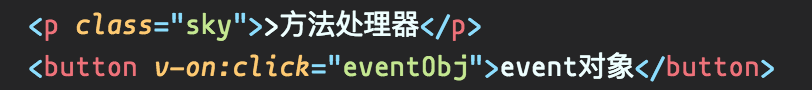 <p class="sky">>方法处理器</p>
<button v-on:click="eventObj">event对象</button>